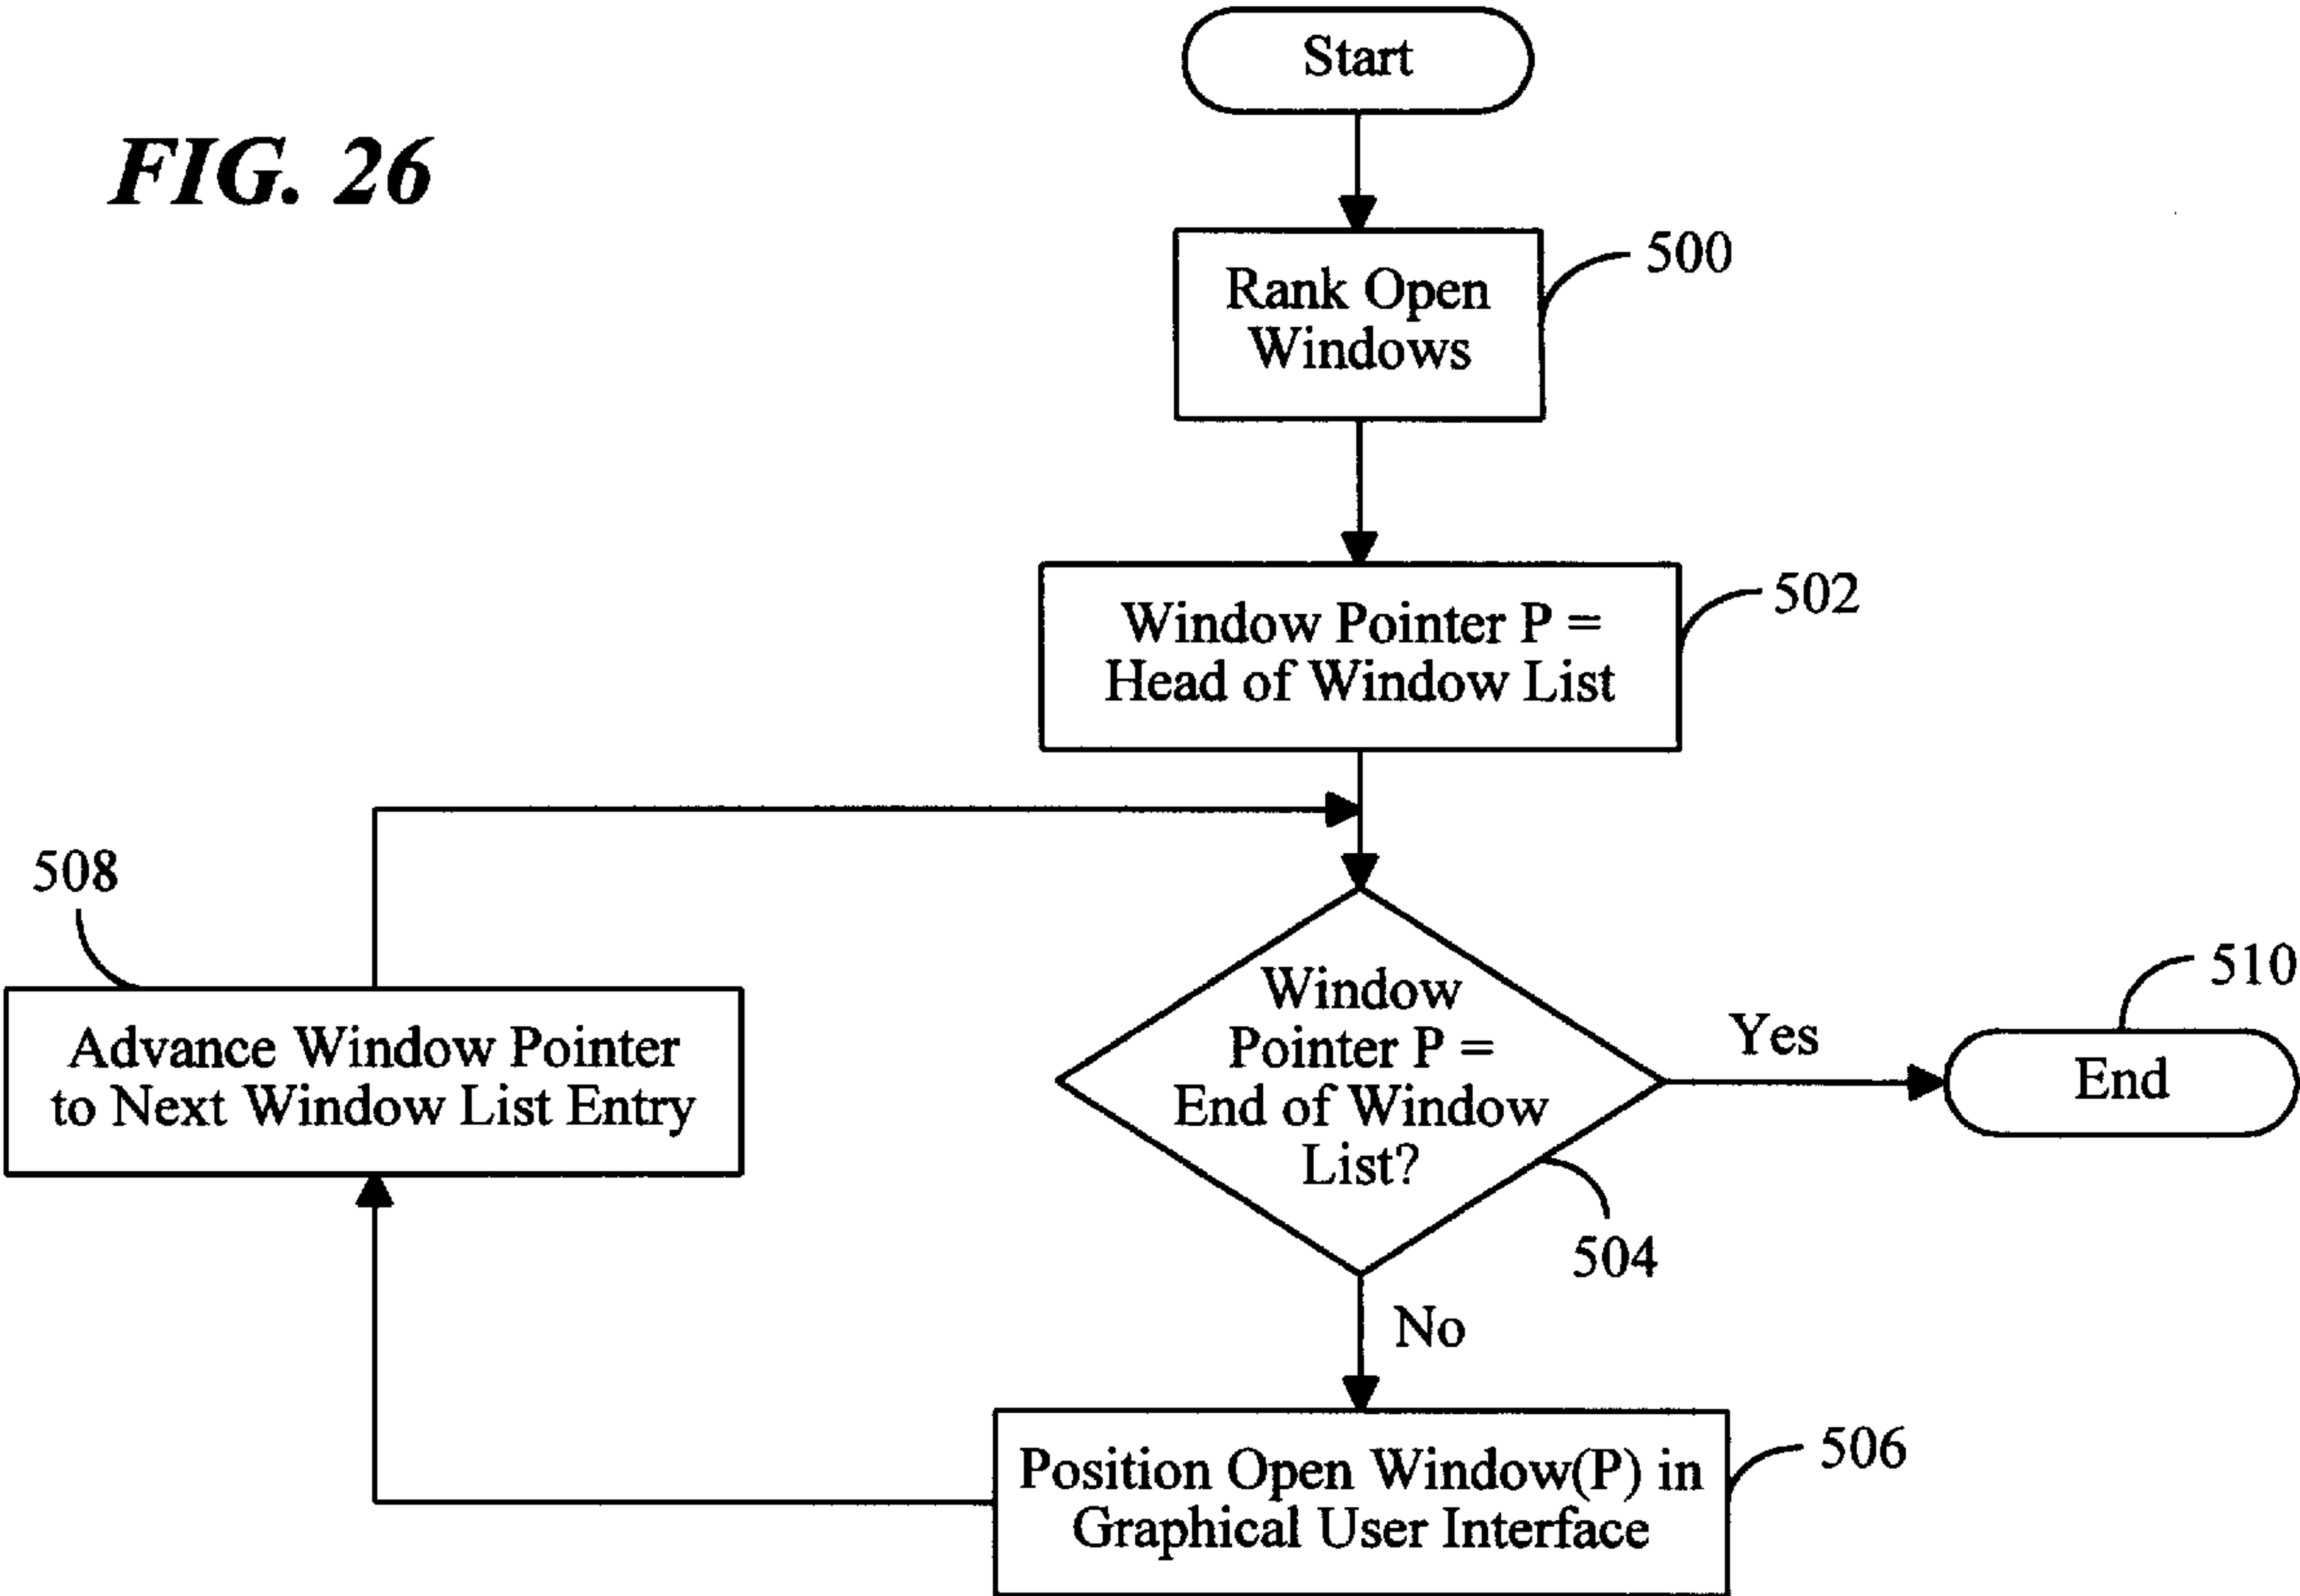 FIG. 26
Start
500
Rank Open
Windows
502
Window Pointer P =
Head of Window List
508
Advance Window Pointer
to Next Window List Entry
Window
Pointer P =
End of Window
List?
504
Yes
510
End
No
506
Position Open Window(P) in
Graphical User Interface